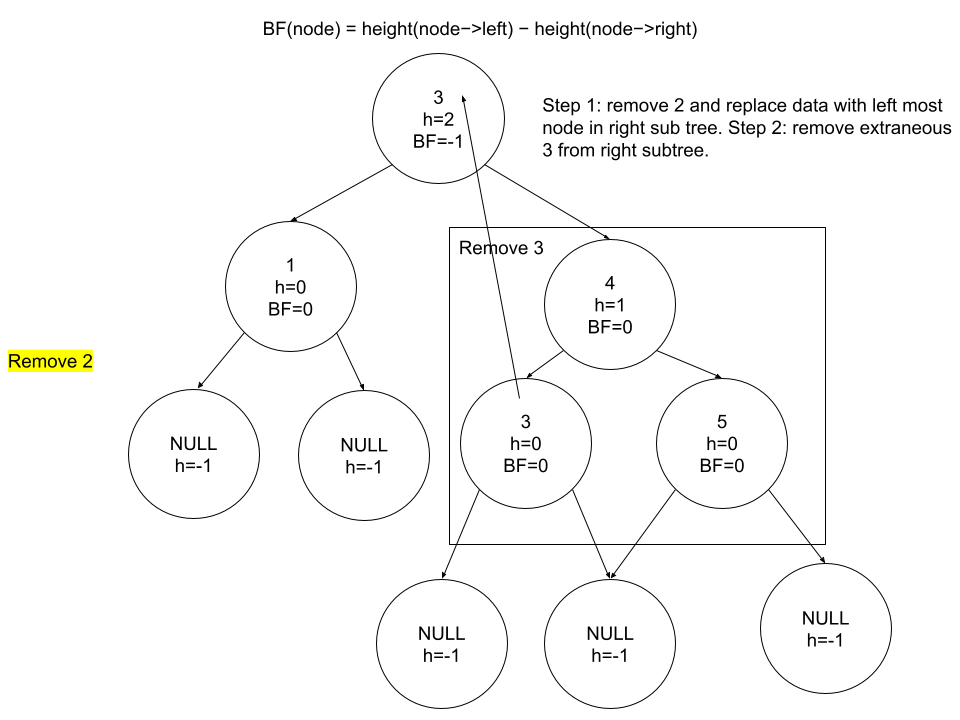 BF(node) = height(node−>left) − height(node−>right)
3
h=2
BF=-1
Step 1: remove 2 and replace data with left most
node in right sub tree. Step 2: remove extraneous
3 from right subtree.
1
h=0
BF=0
Remove 3
4
h=1
BF=0
Remove 2
NULL
h=-1
NULL
h=-1
3
h=0
BF=0
5
h=0
BF=0
NULL
h=-1
NULL
h=-1
NULL
h=-1